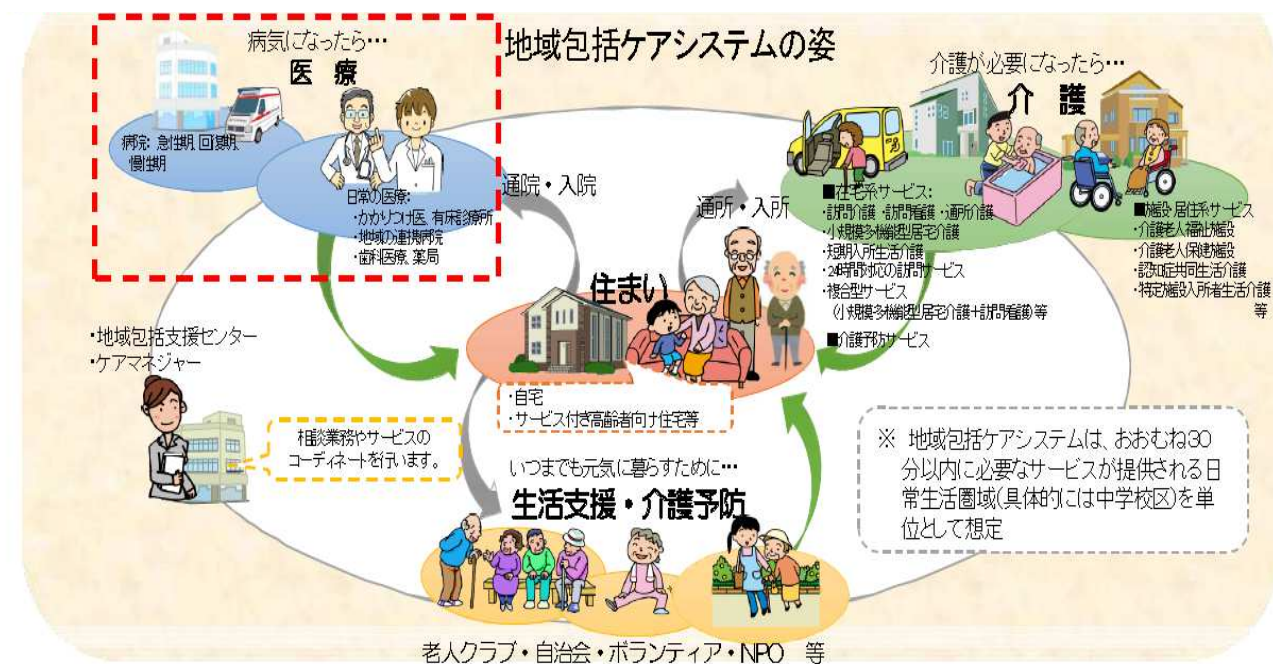 地域包括ケアシステムの姿
病気になったら…
医 療
病院: 急性期, 回復期,
慢性期
日常の医療:
・かかりつけ医, 有床診療所
・地域の連携病院
・歯科医療, 薬局
通院・入院
通所・入所
介護が必要になったら…
介 護
■在宅系サービス:
・訪問介護 ・訪問看護 ・通所介護
・小規模多機能型居宅介護
・短期入所生活介護
・24時間対応の訪問サービス
・複合型サービス
(小規模多機能型居宅介護+訪問看護)等
■介護予防サービス
■施設・居住系サービス
・介護老人福祉施設
・介護老人保健施設
・認知症共同生活介護
・特定施設入所者生活介護
等
住まい
・自宅
・サービス付き高齢者向け住宅等
・地域包括支援センター
・ケアマネジャー
相談業務やサービスの
コーディネートを行います。
いつまでも元気に暮らすために…
生活支援・介護予防
老人クラブ・自治会・ボランティア・NPO 等
※ 地域包括ケアシステムは、おおむね30
分以内に必要なサービスが提供される日
常生活圏域(具体的には中学校区)を単
位として想定